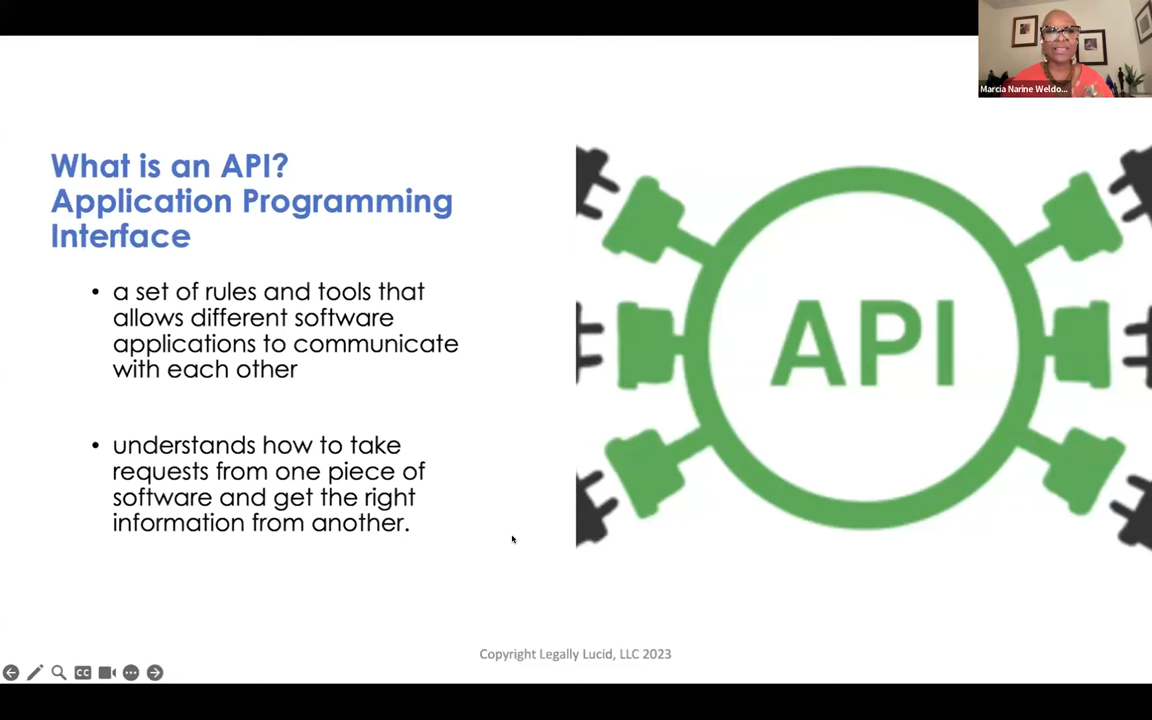 Marcia Narine Weldo...
What is an API?
Application Programming
Interface
• a set of rules and tools that
allows different software
applications to communicate
with each other
• understands how to take
requests from one piece of
software and get the right
information from another.
API
Copyright Legally Lucid, LLC 2023
CC